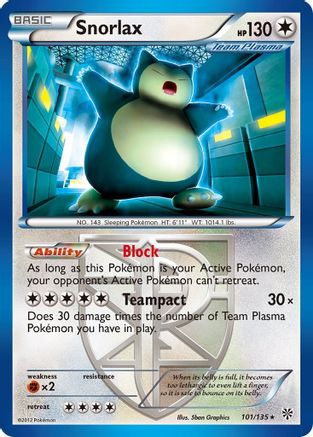 BASIC
Snorlax
HP130
Team Plasma
NO. 143 Sleeping Pokémon HT: 6'11" WT: 1014.1 lbs.
Ability Block
As long as this Pokémon is your Active Pokémon,
your opponent's Active Pokémon can't retreat.
Teampact 30×
Does 30 damage times the number of Team Plasma
Pokémon you have in play.
weakness resistance
×2
When its belly is full, it becomes
too lethargic to even lift a finger,
so it is safe to bounce on its belly.
retreat
Illus. 5ban Graphics 101/135
©2012 Pokémon